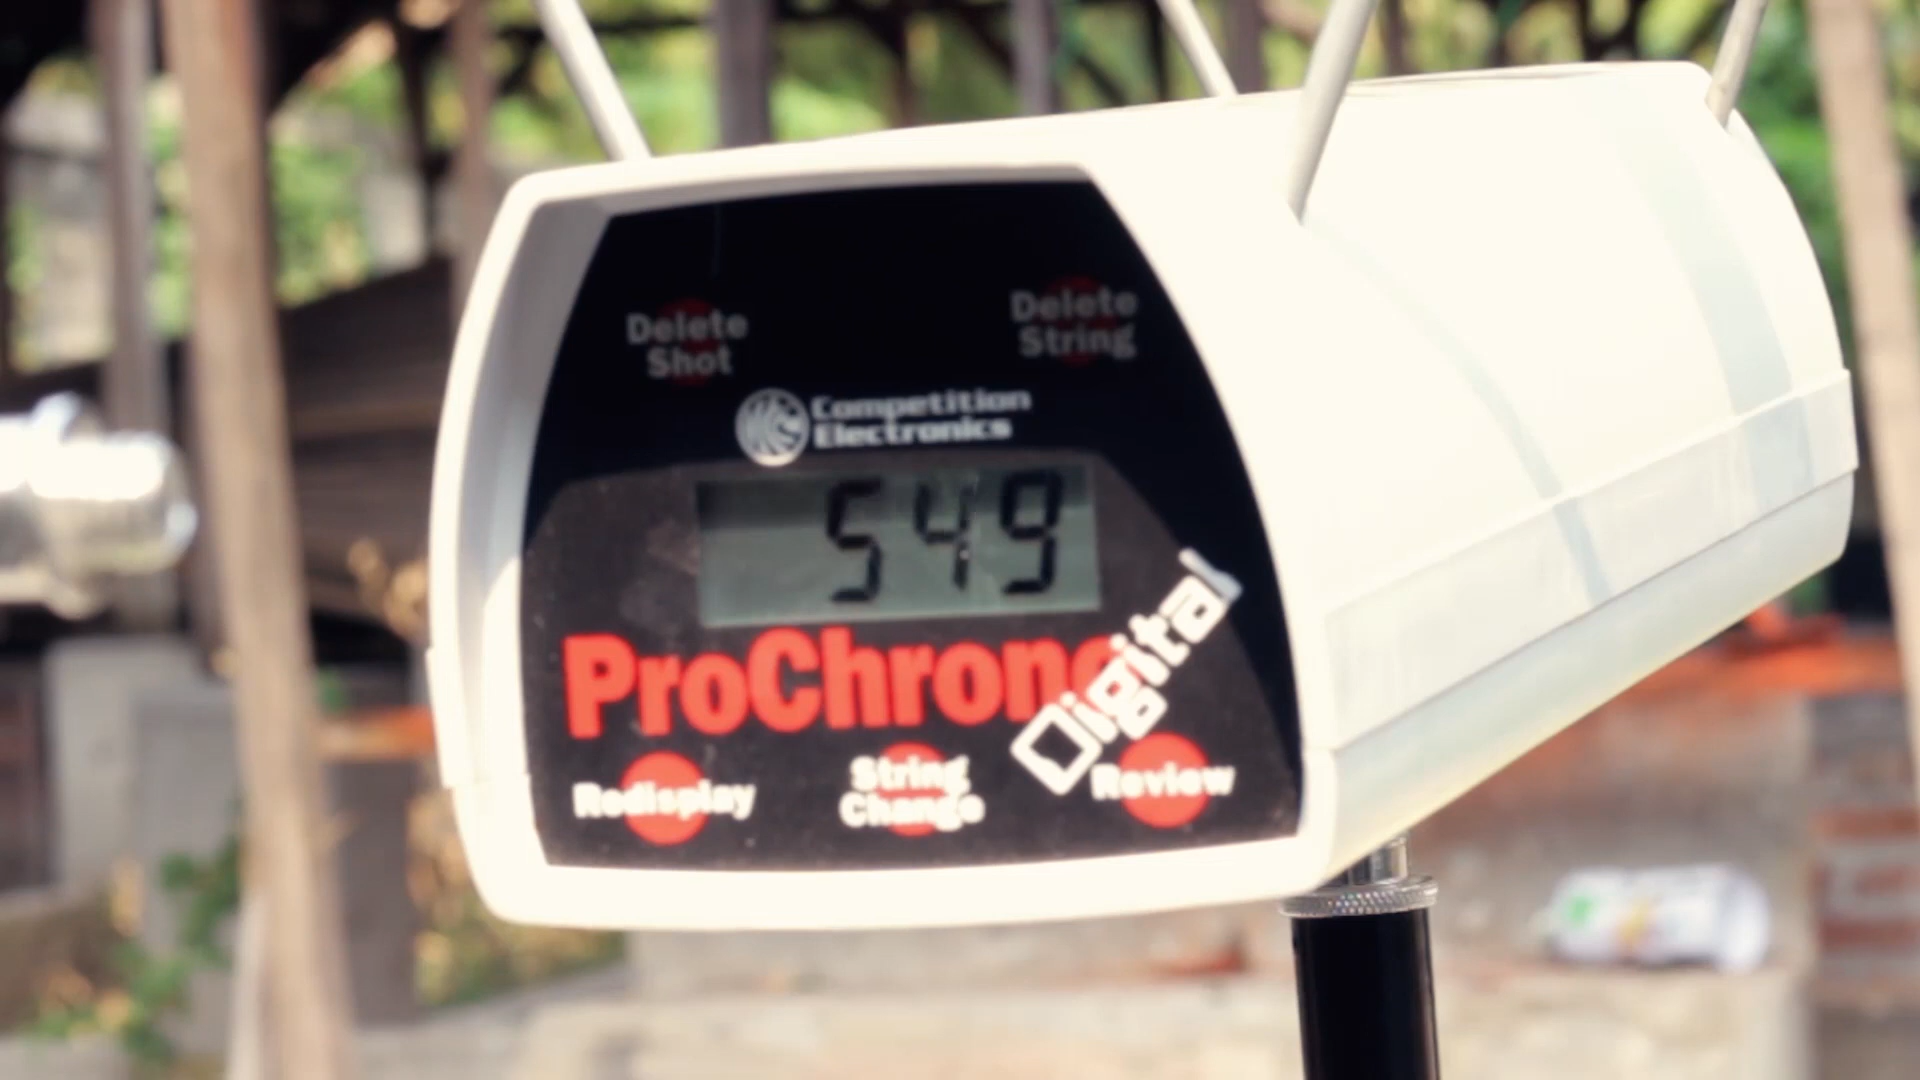 Delete
Shot
Delete
String
Competition
Electronics
549
ProChrono
Digital
Redisplay
String
Change
Review